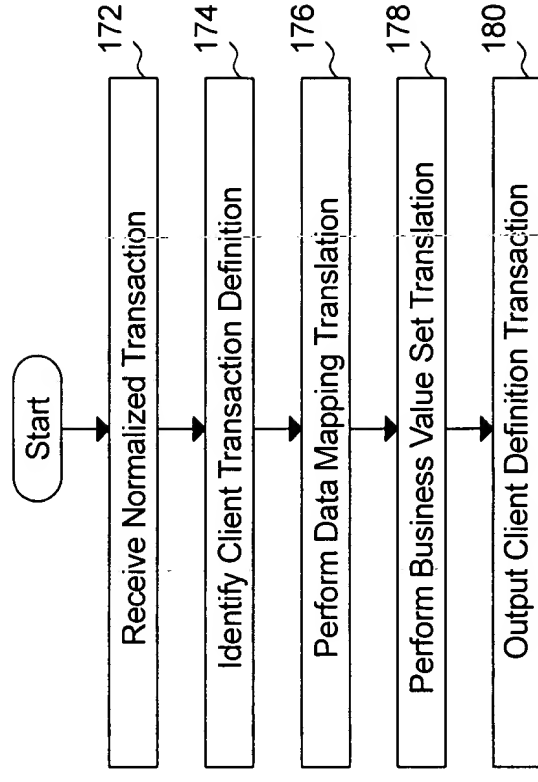 Start
Receive Normalized Transaction
172
Identify Client Transaction Definition
174
Perform Data Mapping Translation
176
Perform Business Value Set Translation
178
Output Client Definition Transaction
180